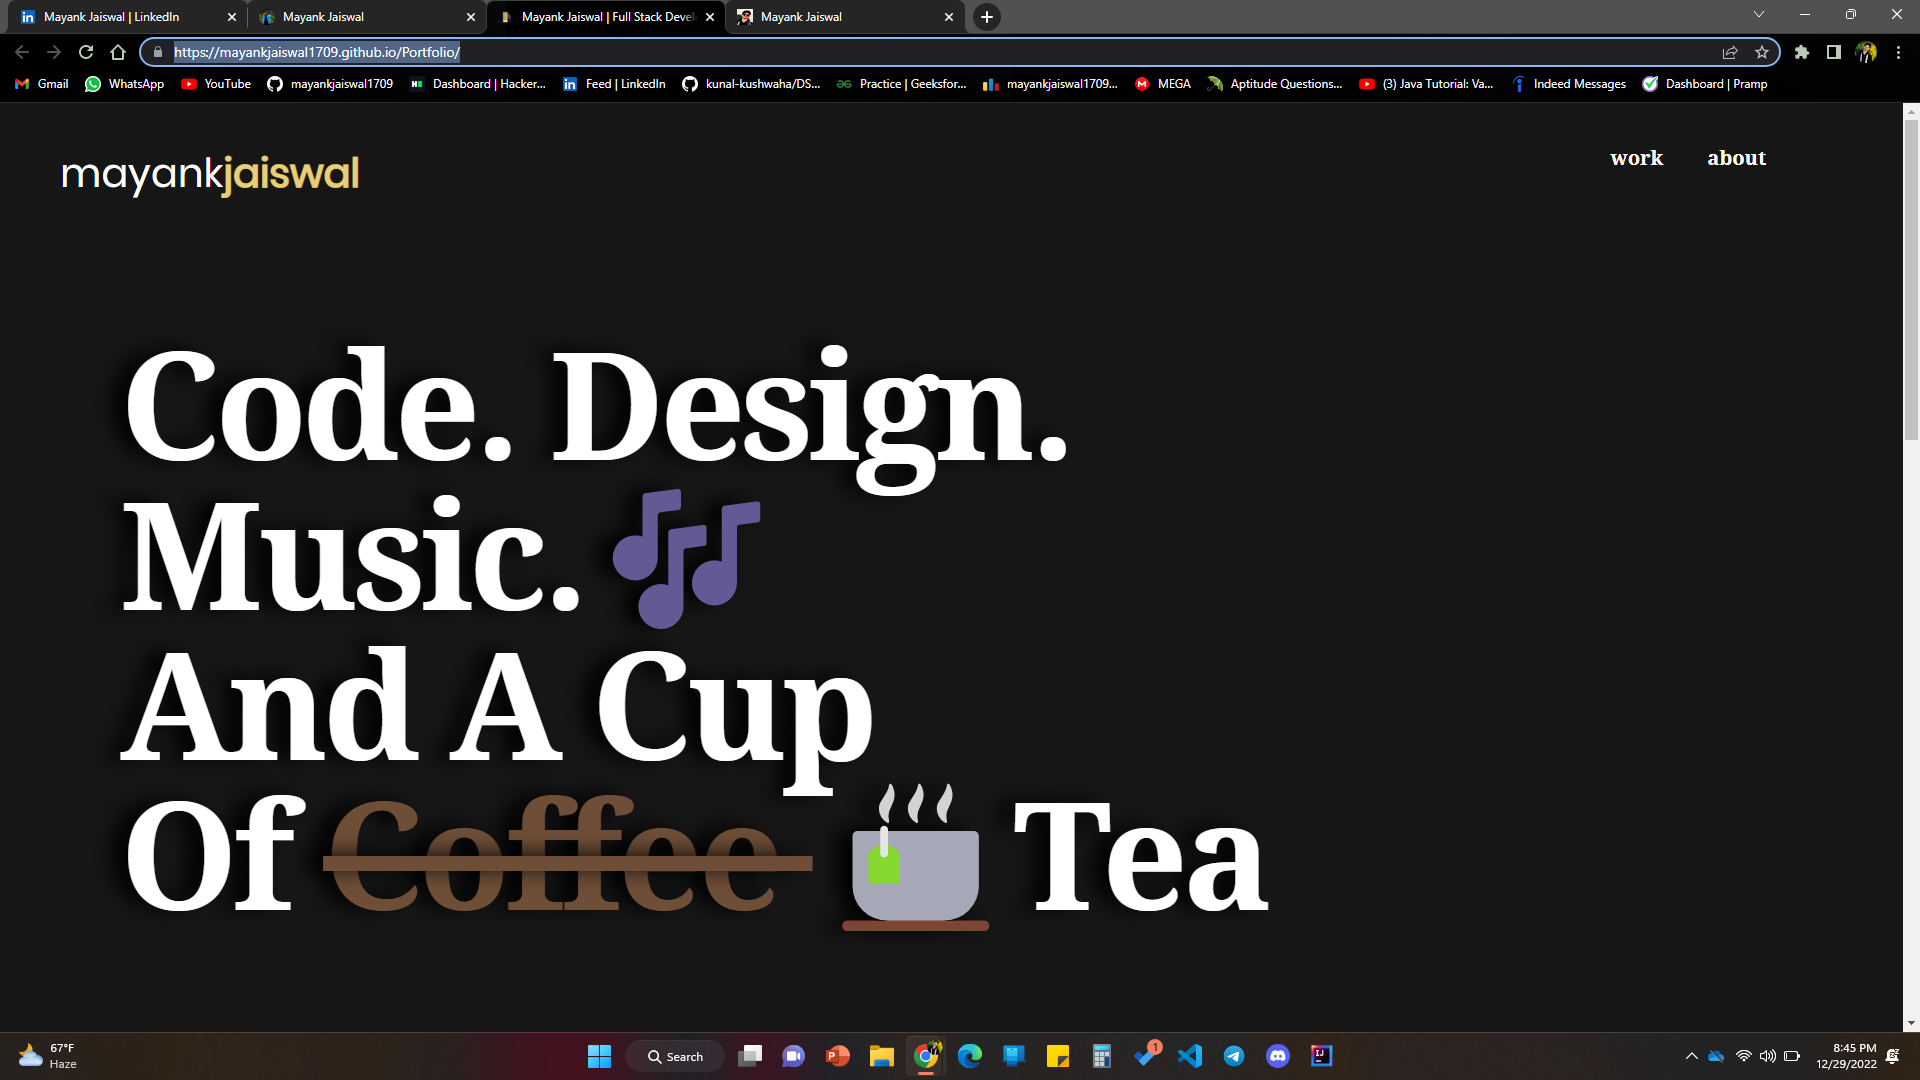 Mayank Jaiswal | LinkedIn
Mayank Jaiswal
Mayank Jaiswal | Full Stack Devel
Mayank Jaiswal
https://mayankjaiswal1709.github.io/Portfolio/
Gmail
WhatsApp
YouTube
mayankjaiswal1709
Dashboard | Hacker...
Feed | LinkedIn
kunal-kushwaha/DS...
Practice | Geeksfor...
mayankjaiswal1709...
MEGA
Aptitude Questions...
(3) Java Tutorial: Va...
Indeed Messages
Dashboard | Pramp
mayankjaiswal
work
about
Code. Design.
Music.
And A Cup
Of Coffee Tea
67°F
Haze
Search
1
8:45 PM
12/29/2022